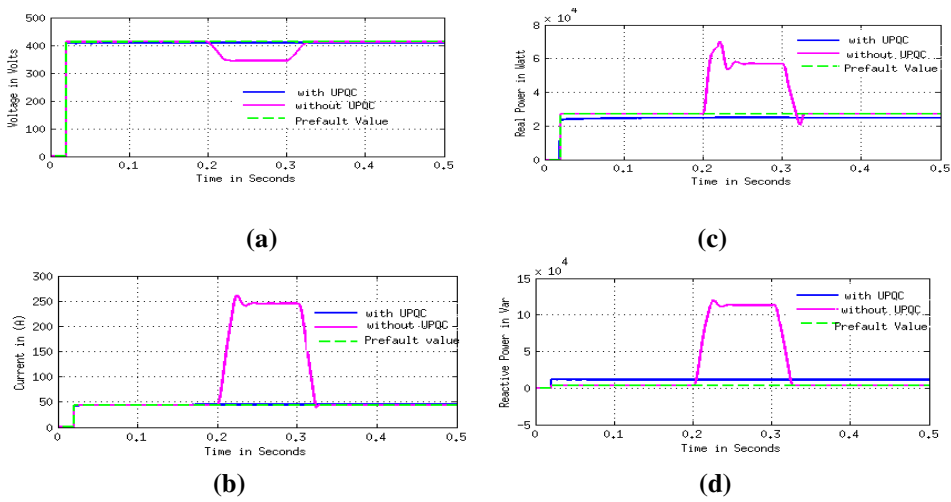 500
400
300
200
100
0
Voltage in Volts
with UPQC
without UPQC
Prefault Value
0 0.1 0.2 0.3 0.4 0.5
Time in Seconds
(a)
× 10⁴
8
6
4
2
0
Real Power in Watt
with UPQC
without UPQC
Prefault Value
0 0.1 0.2 0.3 0.4 0.5
Time in Seconds
(c)
300
250
200
150
100
50
0
Current in (A)
with UPQC
without UPQC
Prefault value
0 0.1 0.2 0.3 0.4 0.5
Time in Seconds
(b)
× 10⁴
15
10
5
0
-5
Reactive Power in Var
with UPQC
without UPQC
Prefault Value
0 0.1 0.2 0.3 0.4 0.5
Time in Seconds
(d)